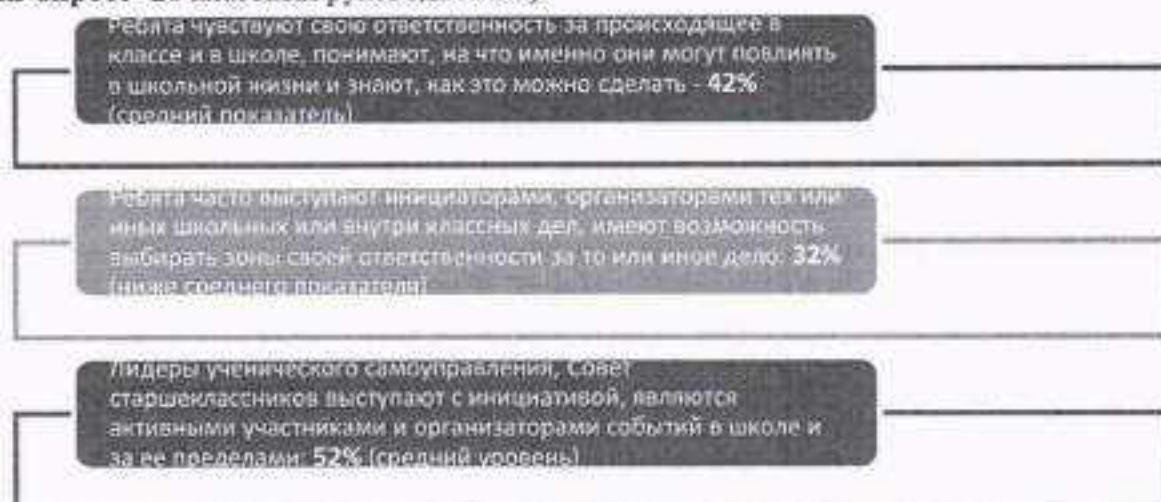 Ребята чувствуют свою ответственность за происходящее в
классе и в школе, понимают, на что именно они могут повлиять
в школьной жизни и знают, как это можно сделать - 42%
(средний показатель)
Ребята часто выступают инициаторами, организаторами тех или
иных школьных или внутри классных дел, имеют возможность
выбирать зоны своей ответственности за то или иное дело: 32%
(ниже среднего показателя)
Лидеры ученического самоуправления, Совет
старшеклассников выступают с инициативой, являются
активными участниками и организаторами событий в школе и
за ее пределами: 52% (средний уровень)